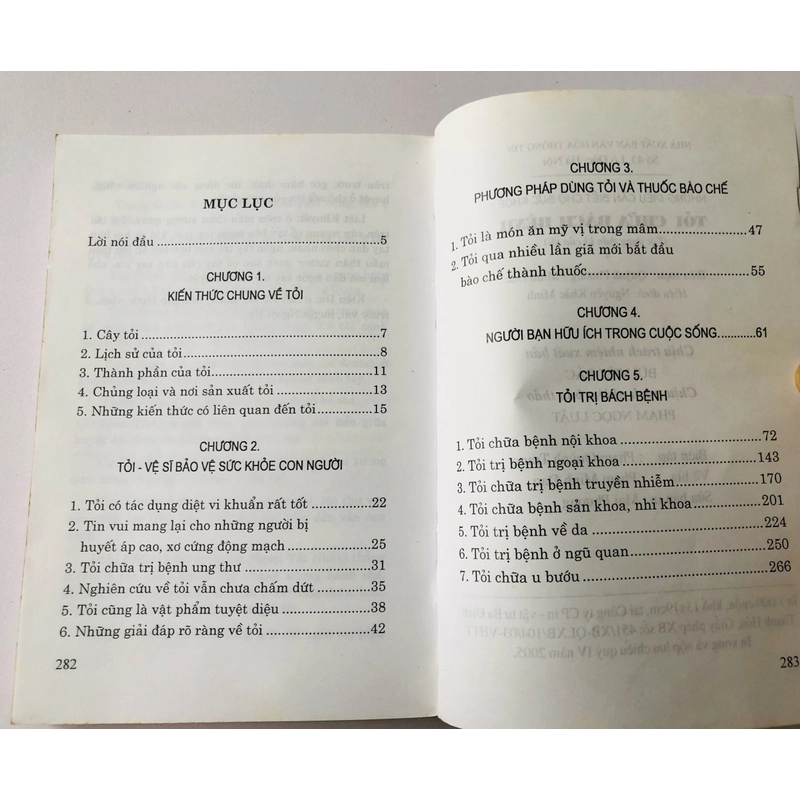 MỤC LỤC
Lời nói đầu ........................................ 5
CHƯƠNG 1.
KIẾN THỨC CHUNG VỀ TỎI
1. Cây tỏi ........................................ 7
2. Lịch sử của tỏi ........................................ 8
3. Thành phần của tỏi ........................................ 11
4. Chủng loại và nơi sản xuất tỏi ........................................ 13
5. Những kiến thức có liên quan đến tỏi ........................................ 15
CHƯƠNG 2.
TỎI - VỆ SĨ BẢO VỆ SỨC KHỎE CON NGƯỜI
1. Tỏi có tác dụng diệt vi khuẩn rất tốt ........................................ 22
2. Tin vui mang lại cho những người bị
huyết áp cao, xơ cứng động mạch ........................................ 25
3. Tỏi chữa trị bệnh ung thư ........................................ 31
4. Nghiên cứu về tỏi vẫn chưa chấm dứt ........................................ 35
5. Tỏi cũng là vật phẩm tuyệt diệu ........................................ 38
6. Những giải đáp rõ ràng về tỏi ........................................ 42
282
CHƯƠNG 3.
PHƯƠNG PHÁP DÙNG TỎI VÀ THUỐC BÀO CHẾ
1. Tỏi là món ăn mỹ vị trong mâm ........................................ 47
2. Tỏi qua nhiều lần giã mới bắt đầu
bào chế thành thuốc ........................................ 55
CHƯƠNG 4.
NGƯỜI BẠN HỮU ÍCH TRONG CUỘC SỐNG ............ 61
CHƯƠNG 5.
TỎI TRỊ BÁCH BỆNH
1. Tỏi chữa bệnh nội khoa ........................................ 72
2. Tỏi trị bệnh ngoại khoa ........................................ 143
3. Tỏi chữa trị bệnh truyền nhiễm ........................................ 170
4. Tỏi chữa bệnh sản khoa, nhi khoa ........................................ 201
5. Tỏi trị bệnh về da ........................................ 224
6. Tỏi trị bệnh ở ngũ quan ........................................ 250
7. Tỏi chữa u bướu ........................................ 266
283